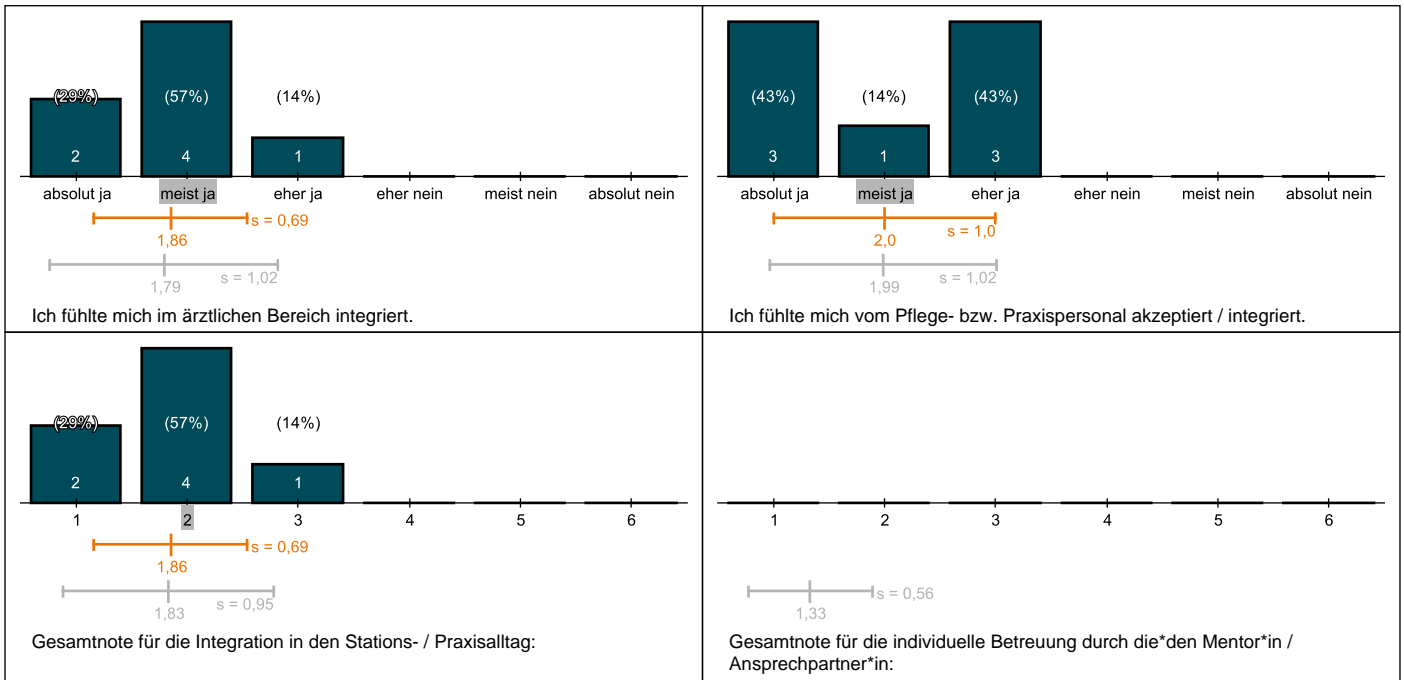 (29%) (57%) (14%)
2 4 1
absolut ja meist ja eher ja eher nein meist nein absolut nein
s = 0,69
1,86
s = 1,02
1,79
Ich fühlte mich im ärztlichen Bereich integriert.
(43%) (14%) (43%)
3 1 3
absolut ja meist ja eher ja eher nein meist nein absolut nein
s = 1,0
2,0
s = 1,02
1,99
Ich fühlte mich vom Pflege- bzw. Praxispersonal akzeptiert / integriert.
(29%) (57%) (14%)
2 4 1
1 2 3 4 5 6
s = 0,69
1,86
s = 0,95
1,83
Gesamtnote für die Integration in den Stations- / Praxisalltag:
1 2 3 4 5 6
s = 0,56
1,33
Gesamtnote für die individuelle Betreuung durch die*den Mentor*in /
Ansprechpartner*in: